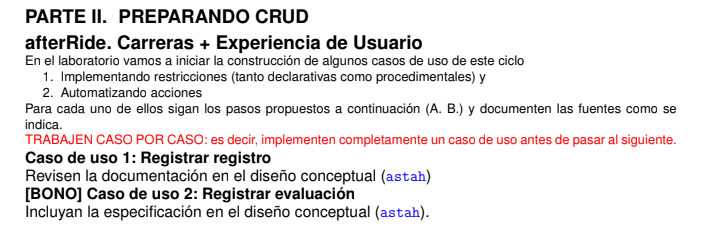 PARTE II. PREPARANDO CRUD
afterRide. Carreras + Experiencia de Usuario
En el laboratorio vamos a iniciar la construcción de algunos casos de uso de este ciclo
1. Implementando restricciones (tanto declarativas como procedimentales) y
2. Automatizando acciones
Para cada uno de ellos sigan los pasos propuestos a continuación (A. B.) y documenten las fuentes como se
indica.
TRABAJEN CASO POR CASO: es decir, implementen completamente un caso de uso antes de pasar al siguiente.
Caso de uso 1: Registrar registro
Revisen la documentación en el diseño conceptual (astah)
[BONO] Caso de uso 2: Registrar evaluación
Incluyan la especificación en el diseño conceptual (astah).